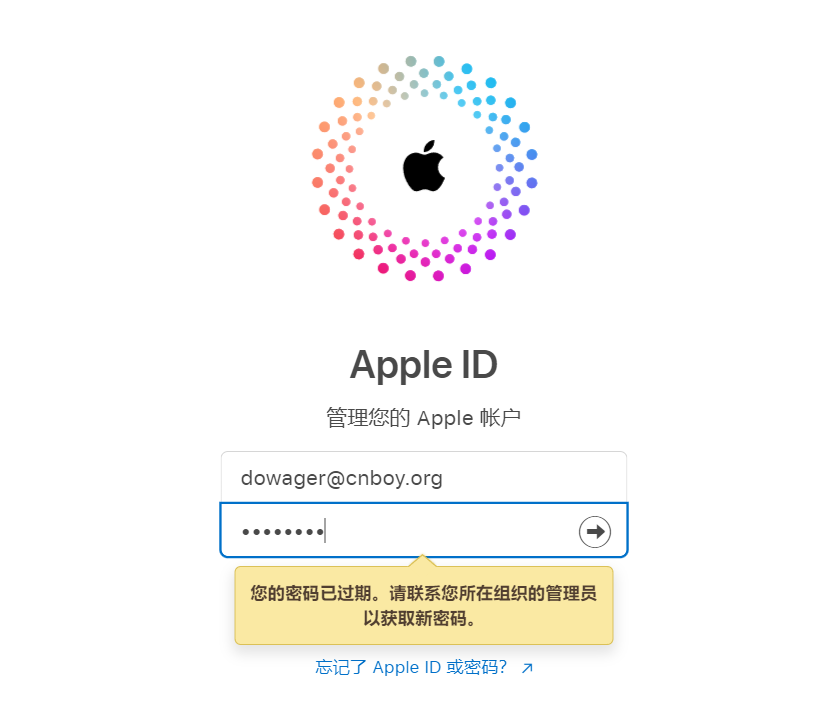 Apple ID
管理您的 Apple 帐户
dowager@cnboy.org
••••••••
您的密码已过期。请联系您所在组织的管理员
以获取新密码。
忘记了 Apple ID 或密码? ↗